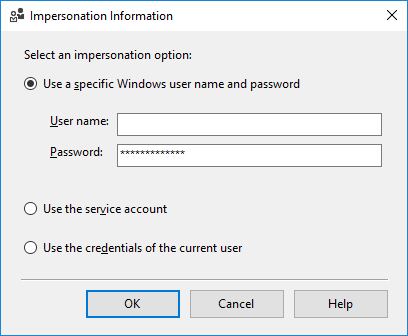 Impersonation Information
Select an impersonation option:
Use a specific Windows user name and password
User name:
Password: *************
Use the service account
Use the credentials of the current user
OK Cancel Help